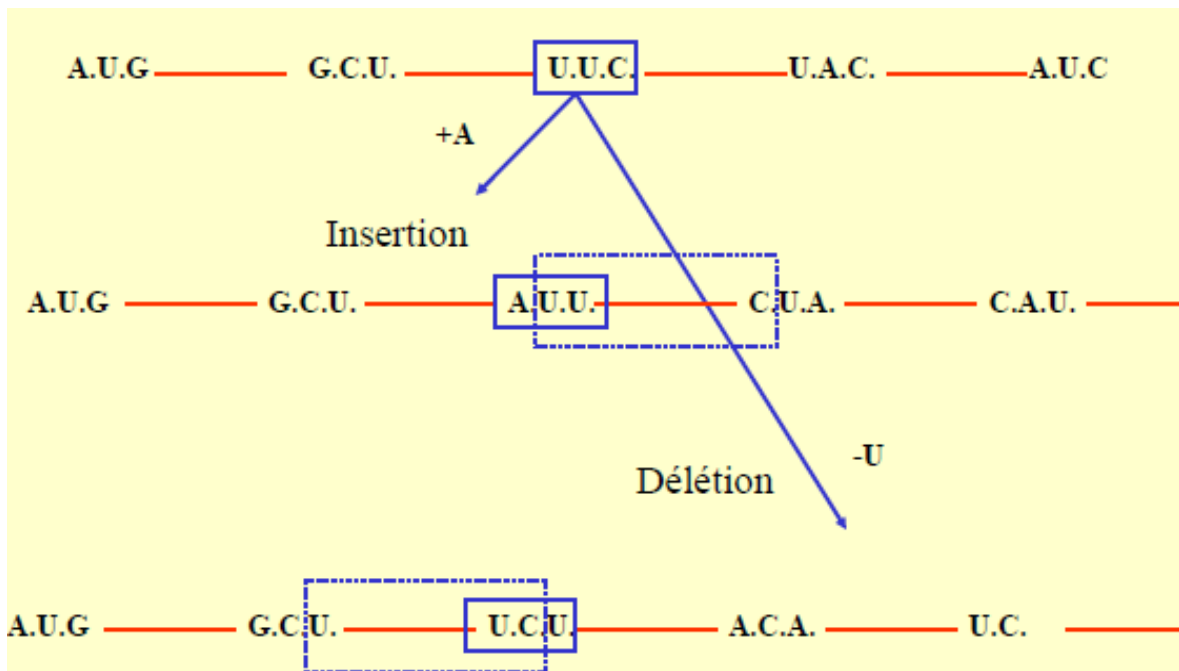 A.U.G G.C.U. U.U.C. U.A.C. A.U.C
+A
Insertion
A.U.G G.C.U. A.U.U. C.U.A. C.A.U.
-U
Délétion
A.U.G G.C.U. U.C.U. A.C.A. U.C.